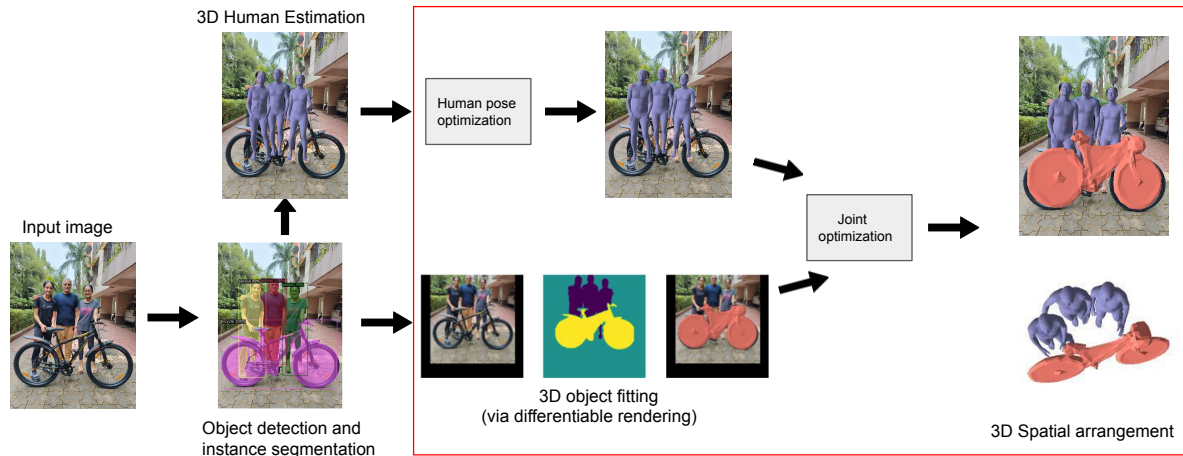 3D Human Estimation
Human pose
optimization
Input image
Joint
optimization
3D object fitting
(via differentiable rendering)
Object detection and
instance segmentation
3D Spatial arrangement